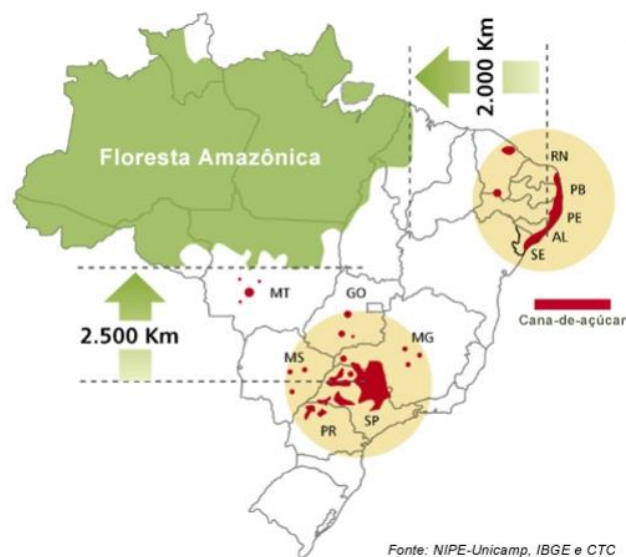 2.000 Km
Floresta Amazônica
RN
PB
PE
AL
SE
MT
GO
Cana-de-açúcar
2.500 Km
MS
MG
SP
PR
Fonte: NIPE-Unicamp, IBGE e CTC